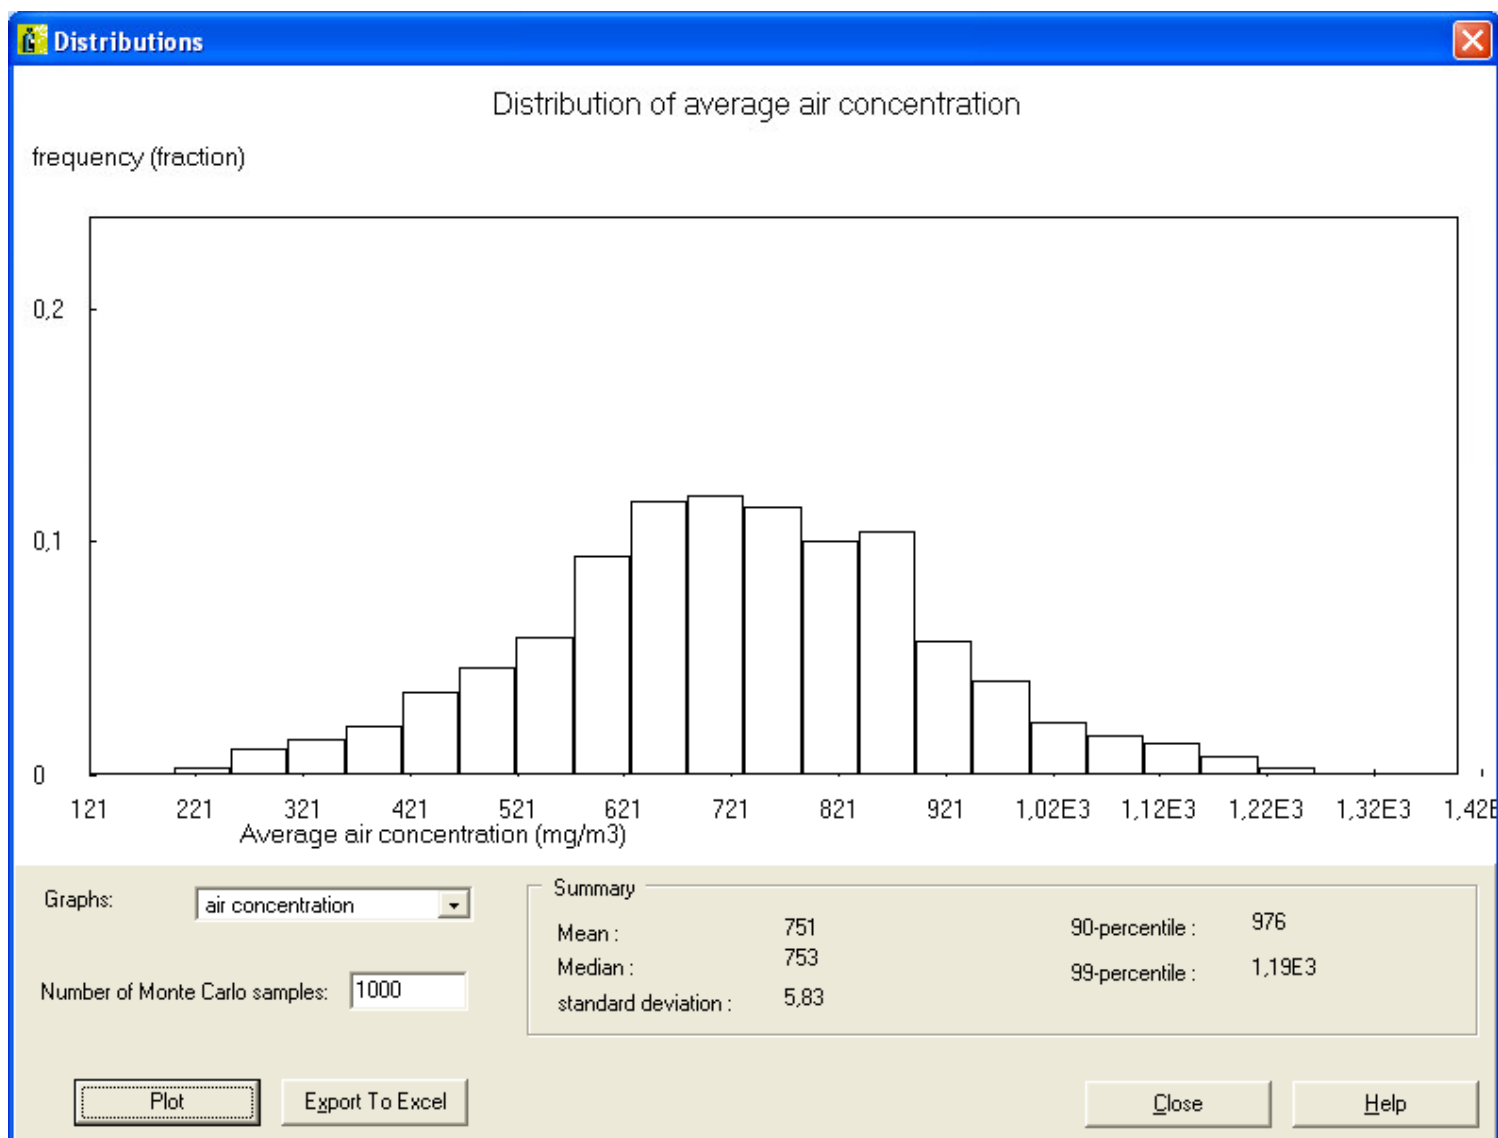 Distributions
Distribution of average air concentration
frequency (fraction)
0,2
0,1
0
121 221 321 421 521 621 721 821 921 1,02E3 1,12E3 1,22E3 1,32E3 1,42E
Average air concentration (mg/m3)
Graphs: air concentration
Number of Monte Carlo samples: 1000
Summary
Mean : 751
Median : 753
standard deviation : 5,83
90-percentile : 976
99-percentile : 1,19E3
Plot Export To Excel Close Help